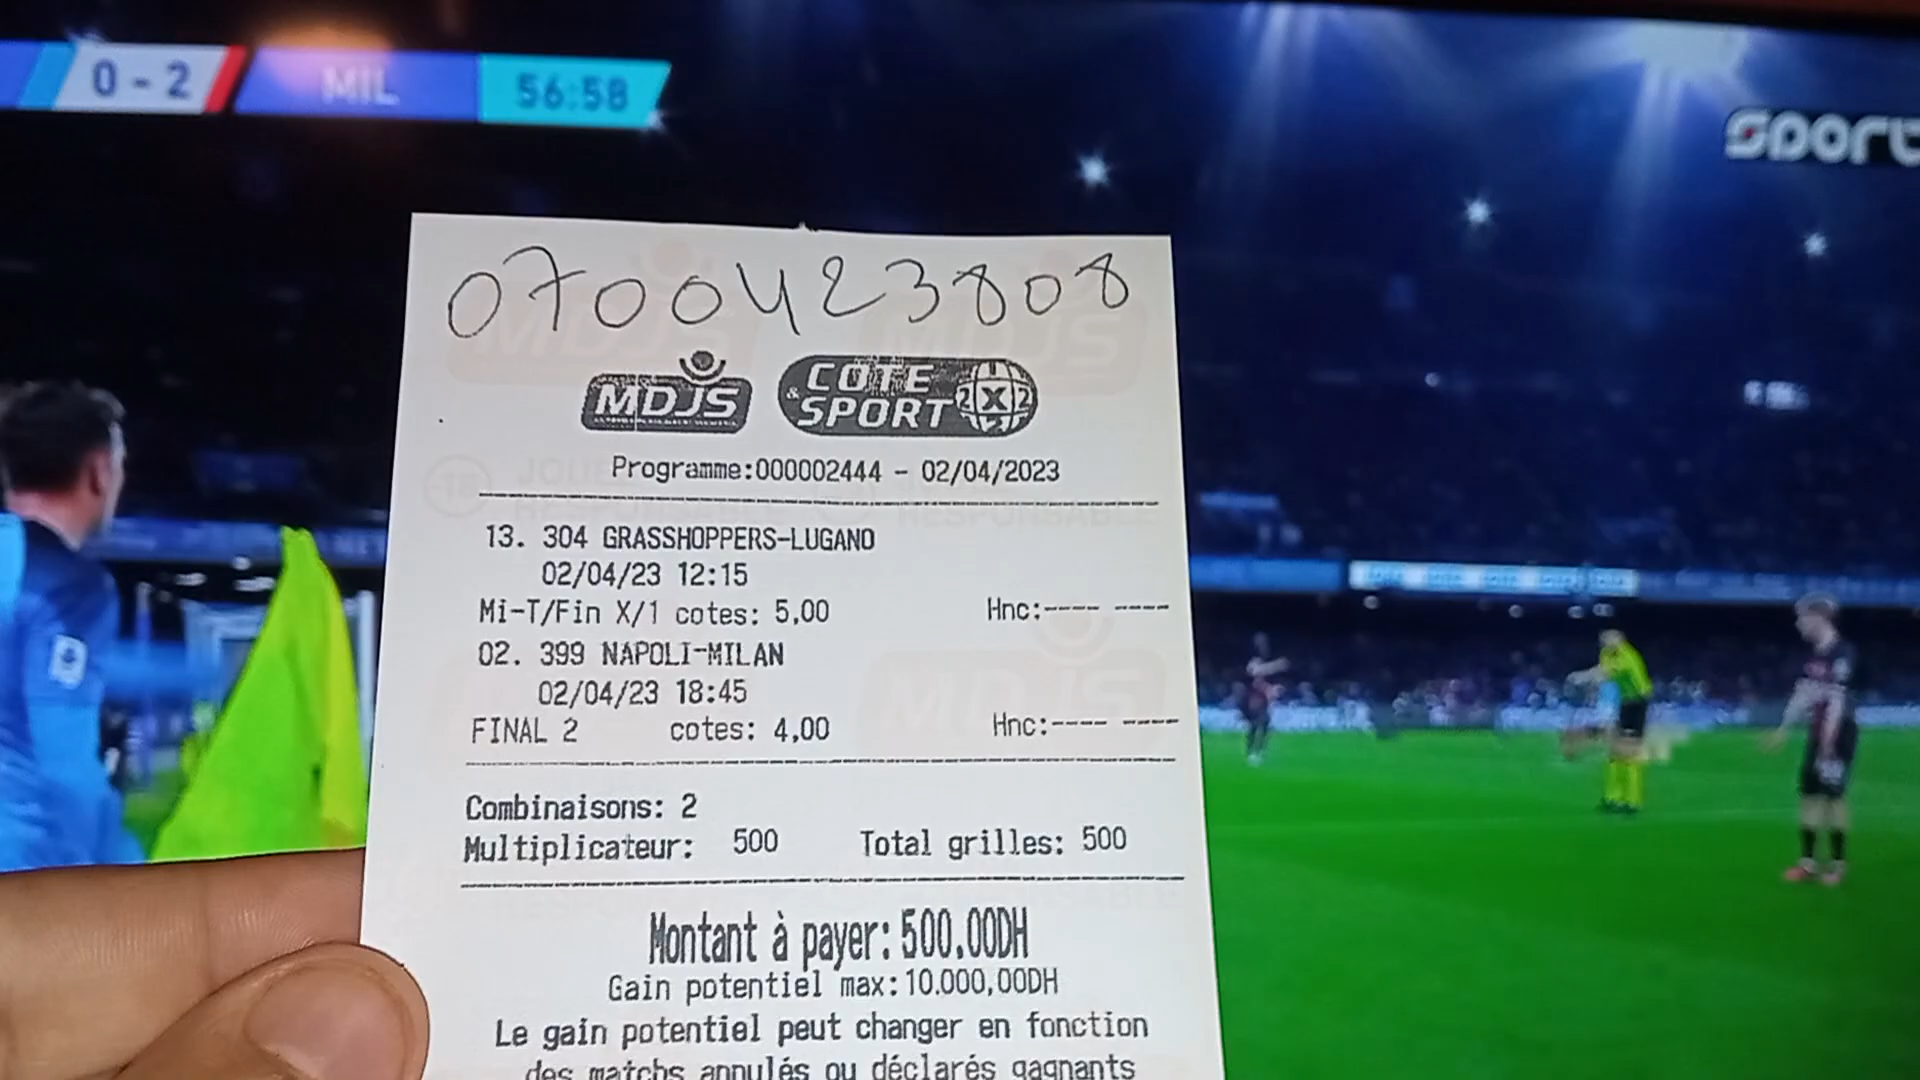 0 - 2 MIL 56:58
sport
0700423808
MDJS COTE & SPORT 1X2
Programme:000002444 - 02/04/2023
13. 304 GRASSHOPPERS-LUGANO
02/04/23 12:15
Mi-T/Fin X/1 cotes: 5,00 Hnc:---- ----
02. 399 NAPOLI-MILAN
02/04/23 18:45
FINAL 2 cotes: 4,00 Hnc:---- ----
Combinaisons: 2
Multiplicateur: 500 Total grilles: 500
Montant à payer: 500.00DH
Gain potentiel max:10.000,00DH
Le gain potentiel peut changer en fonction
des matchs annulés ou déclarés gagnants